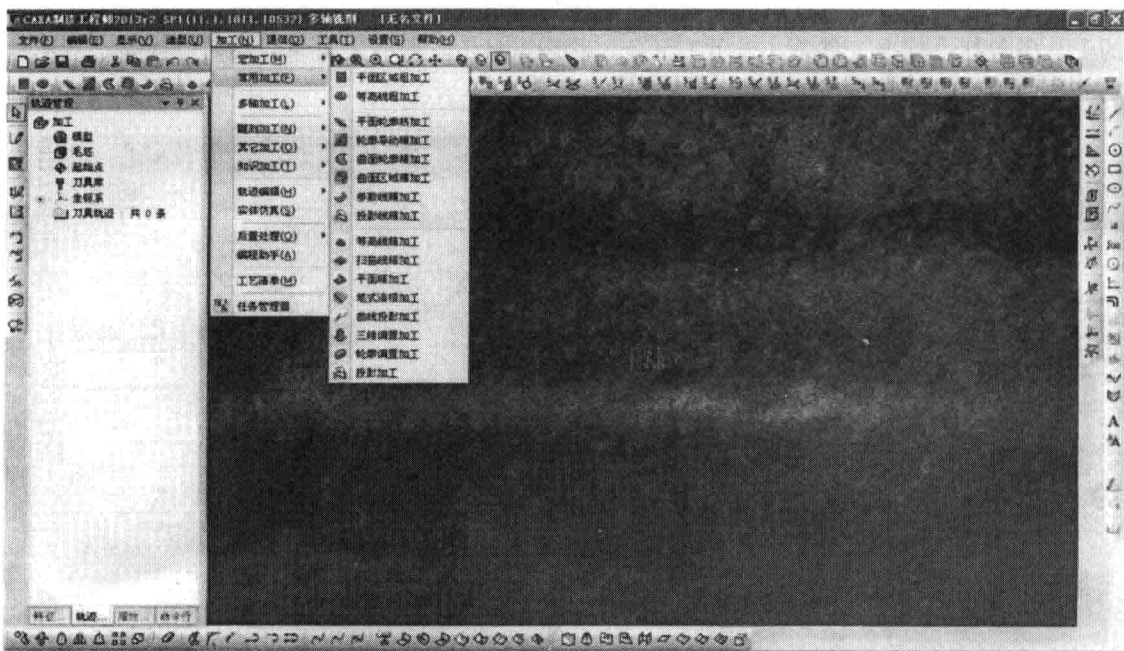 CAXA制造工程师2013r2 SP1(11.1.1011.10532) 多轴铣削 [无名文件]
文件(F) 编辑(E) 显示(V) 造型(U) 加工(N) 通信(Q) 工具(T) 设置(S) 帮助(H)
轨迹管理
加工
模型
毛坯
起始点
刀具库
坐标系
刀具轨迹 : 共 0 条
宏加工(M)
常用加工(F)
多轴加工(L)
雕刻加工(N)
其它加工(O)
知识加工(T)
轨迹编辑(H)
实体仿真(S)
后置处理(O)
编程助手(A)
工艺清单(M)
任务管理器
平面区域粗加工
等高线粗加工
平面轮廓精加工
轮廓导动精加工
曲面轮廓精加工
曲面区域精加工
参数线精加工
投影线精加工
等高线精加工
扫描线精加工
平面精加工
笔式清根加工
曲线投影加工
三维偏置加工
轮廓偏置加工
投影加工
轨迹...
命令行